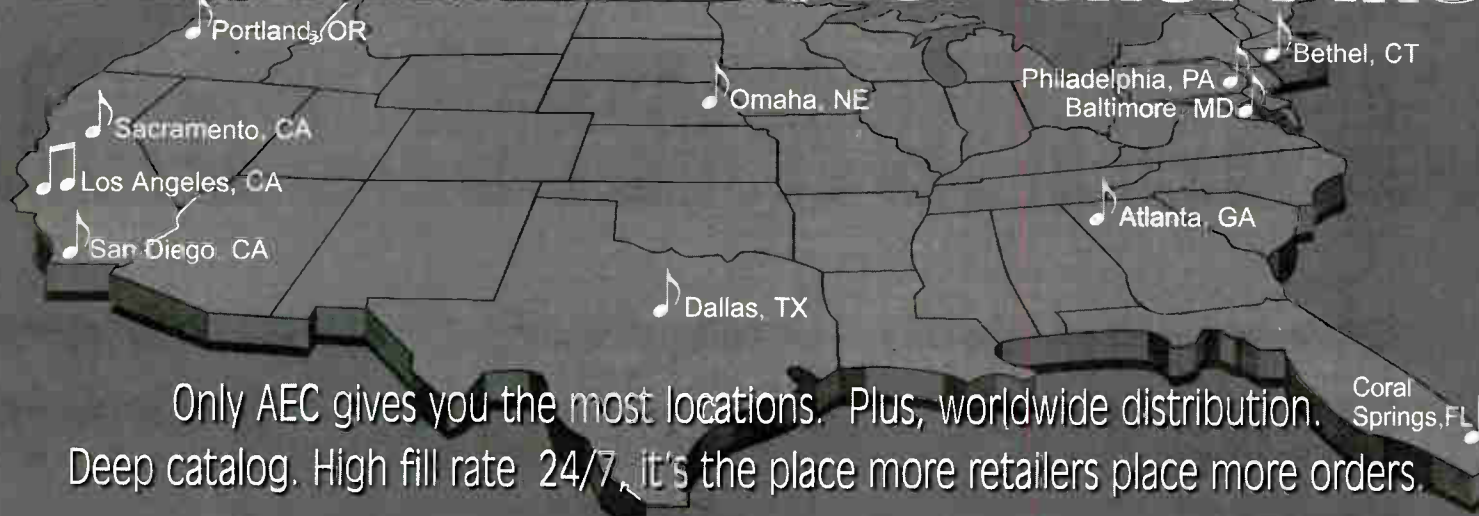 Portland, OR
Bethel, CT
Philadelphia, PA
Omaha, NE
Baltimore, MD
Sacramento, CA
Los Angeles, CA
Atlanta, GA
San Diego CA
Dallas, TX
Coral
Springs, FL
Only AEC gives you the most locations. Plus, worldwide distribution.
Deep catalog. High fill rate 24/7, it's the place more retailers place more orders.